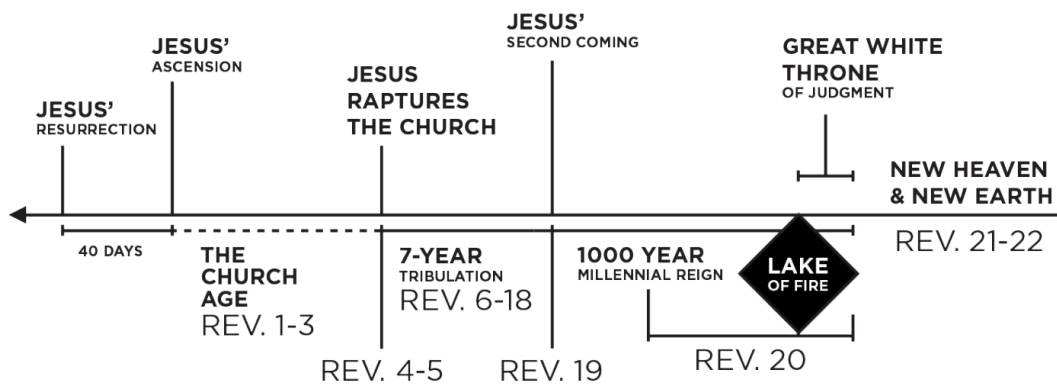 JESUS'
RESURRECTION
JESUS'
ASCENSION
JESUS
RAPTURES
THE CHURCH
JESUS'
SECOND COMING
GREAT WHITE
THRONE
OF JUDGMENT
NEW HEAVEN
& NEW EARTH
REV. 21-22
40 DAYS
THE
CHURCH
AGE
REV. 1-3
7-YEAR
TRIBULATION
REV. 6-18
1000 YEAR
MILLENNIAL REIGN
LAKE
OF FIRE
REV. 4-5
REV. 19
REV. 20